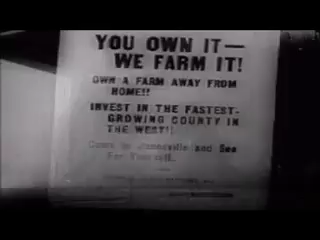 YOU OWN IT—
WE FARM IT!
OWN A FARM AWAY FROM
HOME!!
INVEST IN THE FASTEST-
GROWING COUNTY IN
THE WEST!!
Come to Janesville and See
For Yourself.